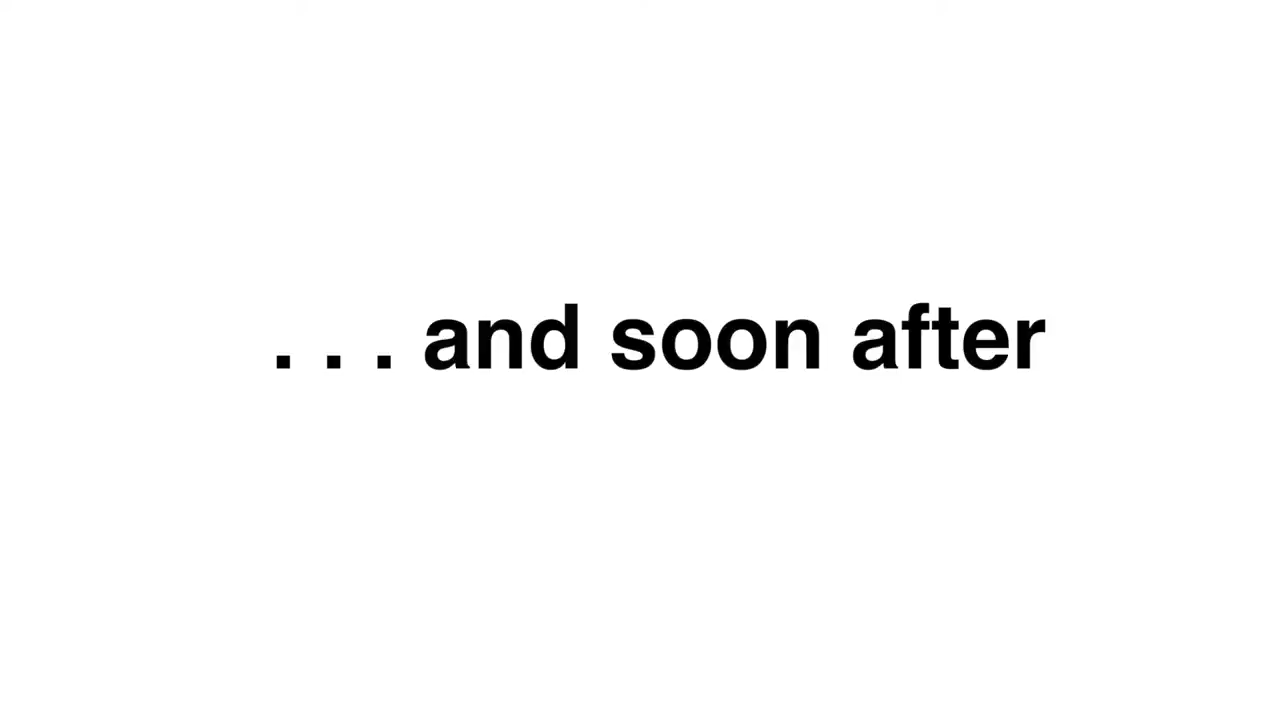 . . . and soon after